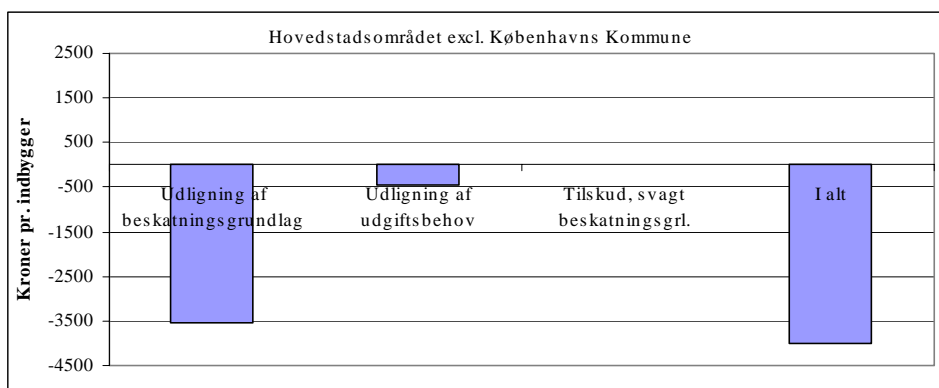 Hovedstadsområdet excl. Københavns Kommune
Kroner pr. indbygger
2500
1500
500
-500
-1500
-2500
-3500
-4500
Udligning af
beskatningsgrundlag
Udligning af
udgiftsbehov
Tilskud, svagt
beskatningsgrl.
I alt